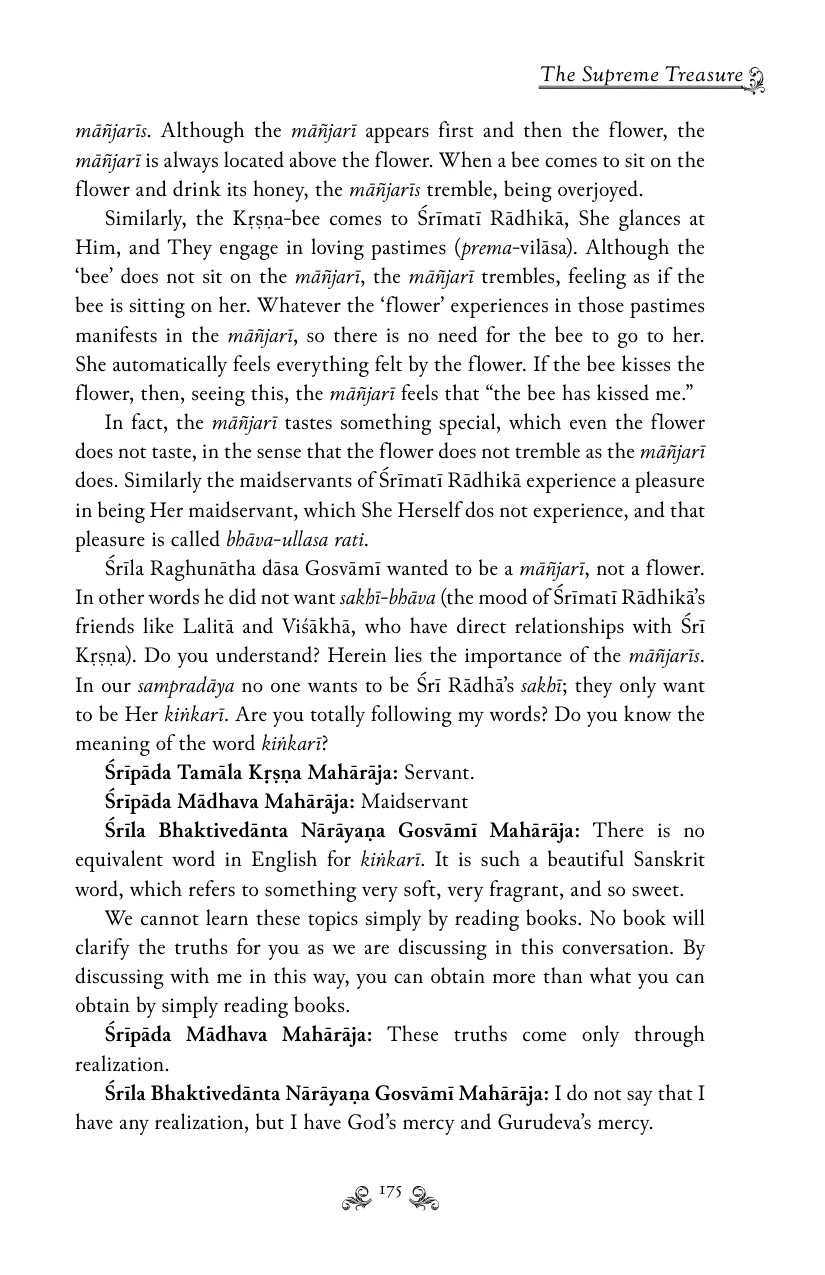 The Supreme Treasure
māñjarīs. Although the māñjarī appears first and then the flower, the
māñjarī is always located above the flower. When a bee comes to sit on the
flower and drink its honey, the māñjarīs tremble, being overjoyed.
Similarly, the Kṛṣṇa-bee comes to Śrīmatī Rādhikā, She glances at
Him, and They engage in loving pastimes (prema-vilāsa). Although the
‘bee’ does not sit on the māñjarī, the māñjarī trembles, feeling as if the
bee is sitting on her. Whatever the ‘flower’ experiences in those pastimes
manifests in the māñjarī, so there is no need for the bee to go to her.
She automatically feels everything felt by the flower. If the bee kisses the
flower, then, seeing this, the māñjarī feels that “the bee has kissed me.”
In fact, the māñjarī tastes something special, which even the flower
does not taste, in the sense that the flower does not tremble as the māñjarī
does. Similarly the maidservants of Śrīmatī Rādhikā experience a pleasure
in being Her maidservant, which She Herself dos not experience, and that
pleasure is called bhāva-ullasa rati.
Śrīla Raghunātha dāsa Gosvāmī wanted to be a māñjarī, not a flower.
In other words he did not want sakhī-bhāva (the mood of Śrīmatī Rādhikā’s
friends like Lalitā and Viśākhā, who have direct relationships with Śrī
Kṛṣṇa). Do you understand? Herein lies the importance of the māñjarīs.
In our sampradāya no one wants to be Śrī Rādhā’s sakhī; they only want
to be Her kiṅkarī. Are you totally following my words? Do you know the
meaning of the word kiṅkarī?
Śrīpāda Tamāla Kṛṣṇa Mahārāja: Servant.
Śrīpāda Mādhava Mahārāja: Maidservant
Śrīla Bhaktivedānta Nārāyaṇa Gosvāmī Mahārāja: There is no
equivalent word in English for kiṅkarī. It is such a beautiful Sanskrit
word, which refers to something very soft, very fragrant, and so sweet.
We cannot learn these topics simply by reading books. No book will
clarify the truths for you as we are discussing in this conversation. By
discussing with me in this way, you can obtain more than what you can
obtain by simply reading books.
Śrīpāda Mādhava Mahārāja: These truths come only through
realization.
Śrīla Bhaktivedānta Nārāyaṇa Gosvāmī Mahārāja: I do not say that I
have any realization, but I have God’s mercy and Gurudeva’s mercy.
175